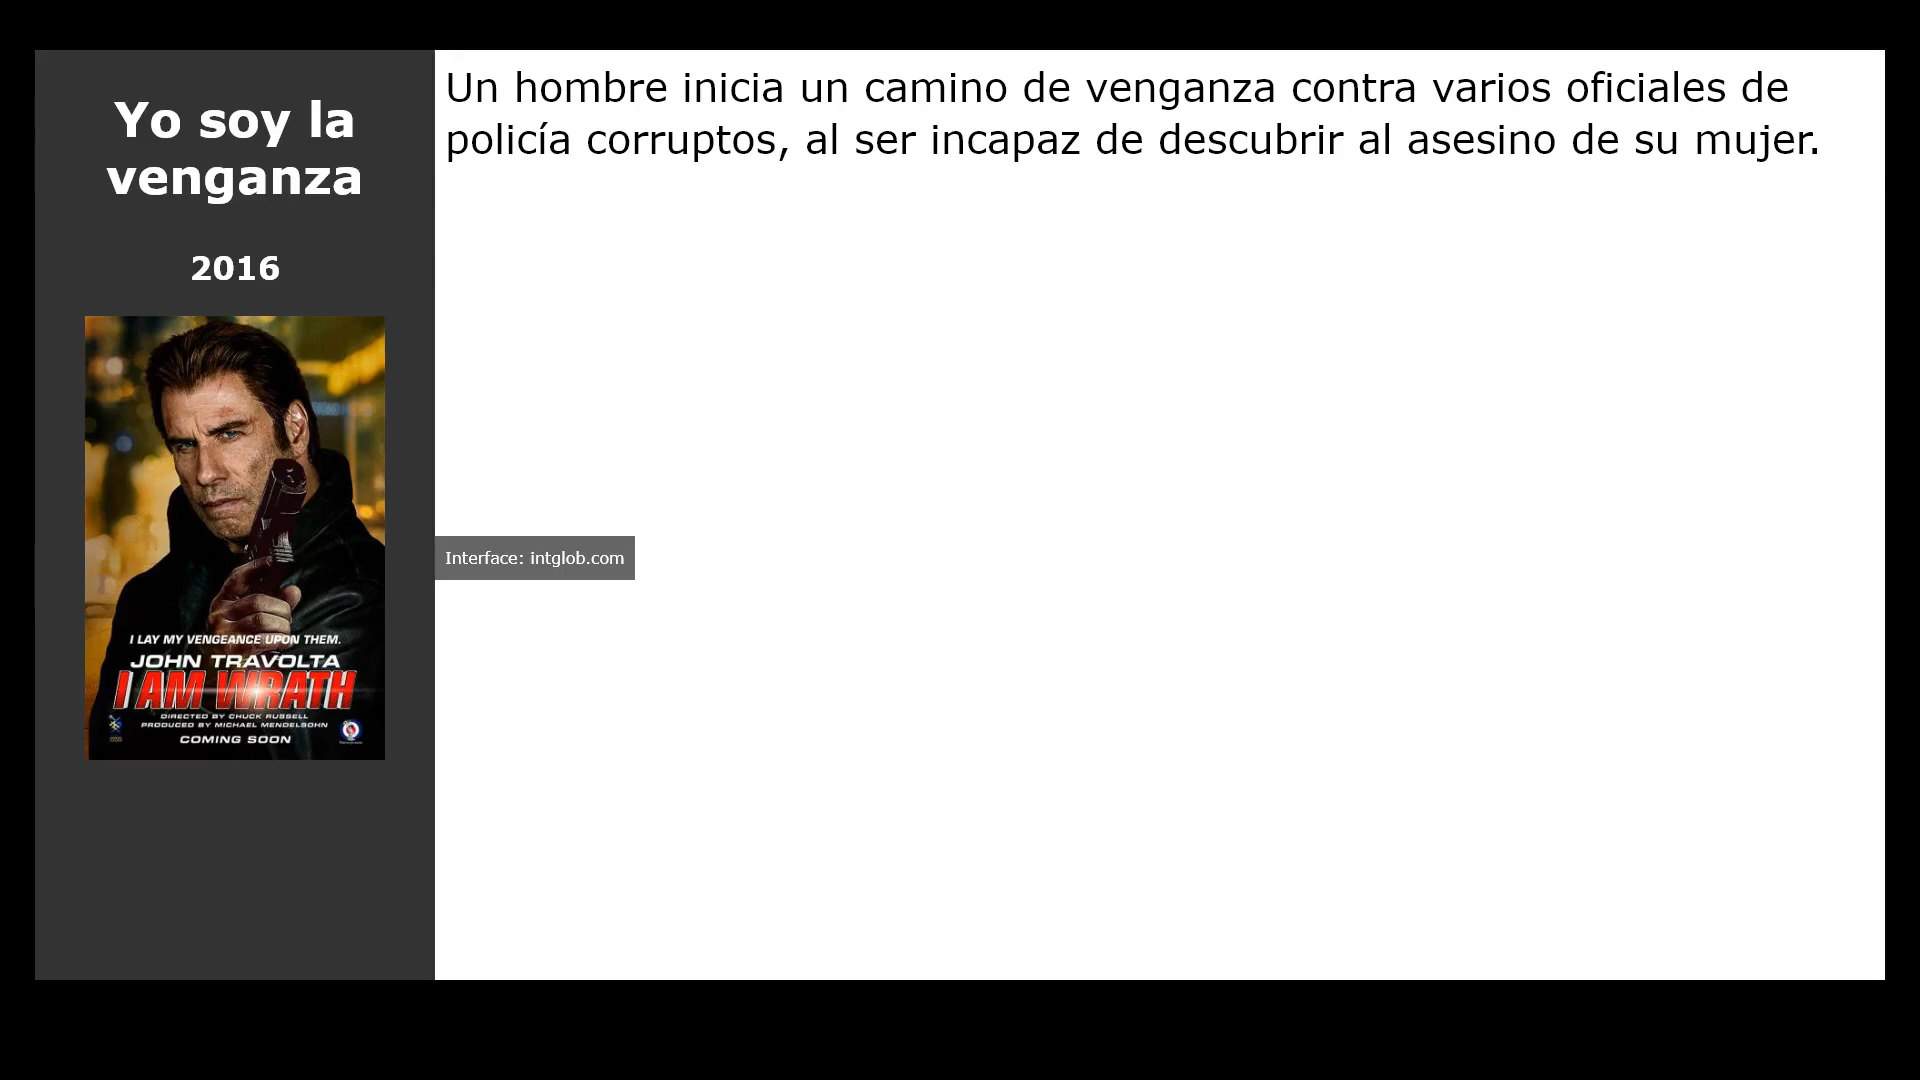 Yo soy la
venganza
2016
I LAY MY VENGEANCE UPON THEM.
JOHN TRAVOLTA
I AM WRATH
DIRECTED BY CHUCK RUSSELL
PRODUCED BY MICHAEL MENDELSOHN
COMING SOON
Un hombre inicia un camino de venganza contra varios oficiales de
policía corruptos, al ser incapaz de descubrir al asesino de su mujer.
Interface: intglob.com